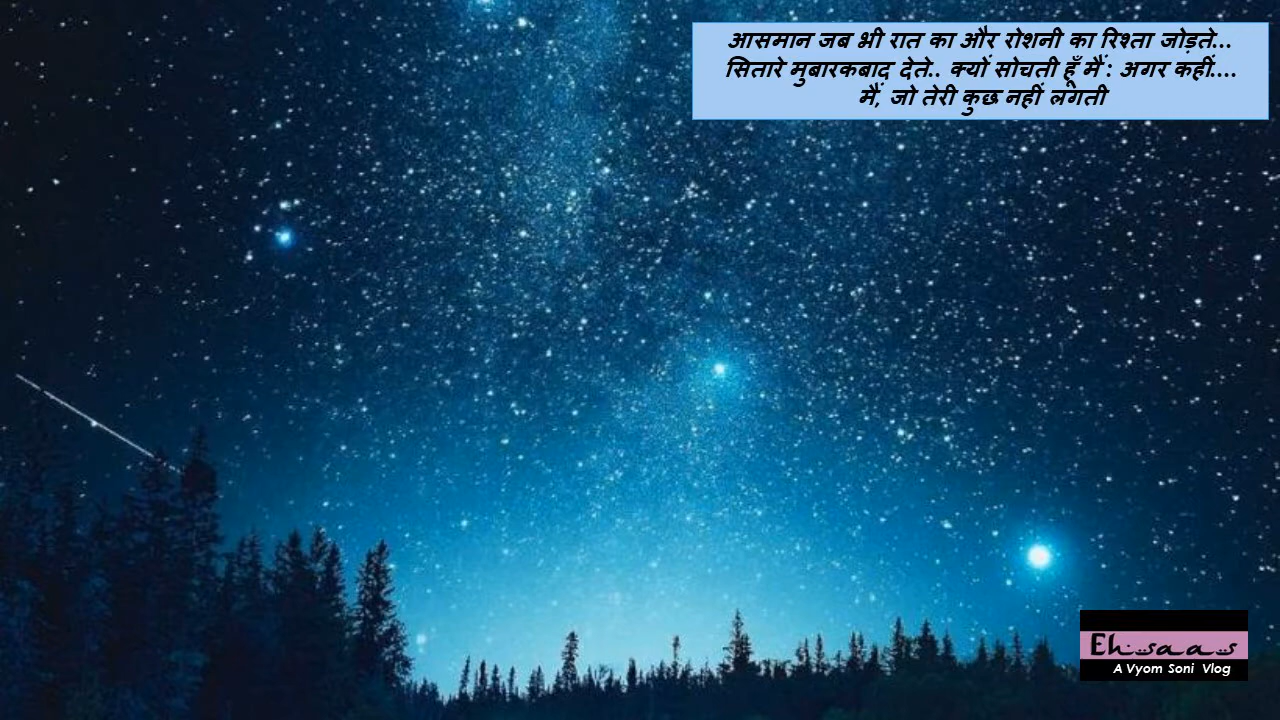 आसमान जब भी रात का और रोशनी का रिश्ता जोड़ते...
सितारे मुबारकबाद देते.. क्यों सोचती हूँ मैं : अगर कहीं....
मैं, जो तेरी कुछ नहीं लगती
Ehsaas
A Vyom Soni Vlog